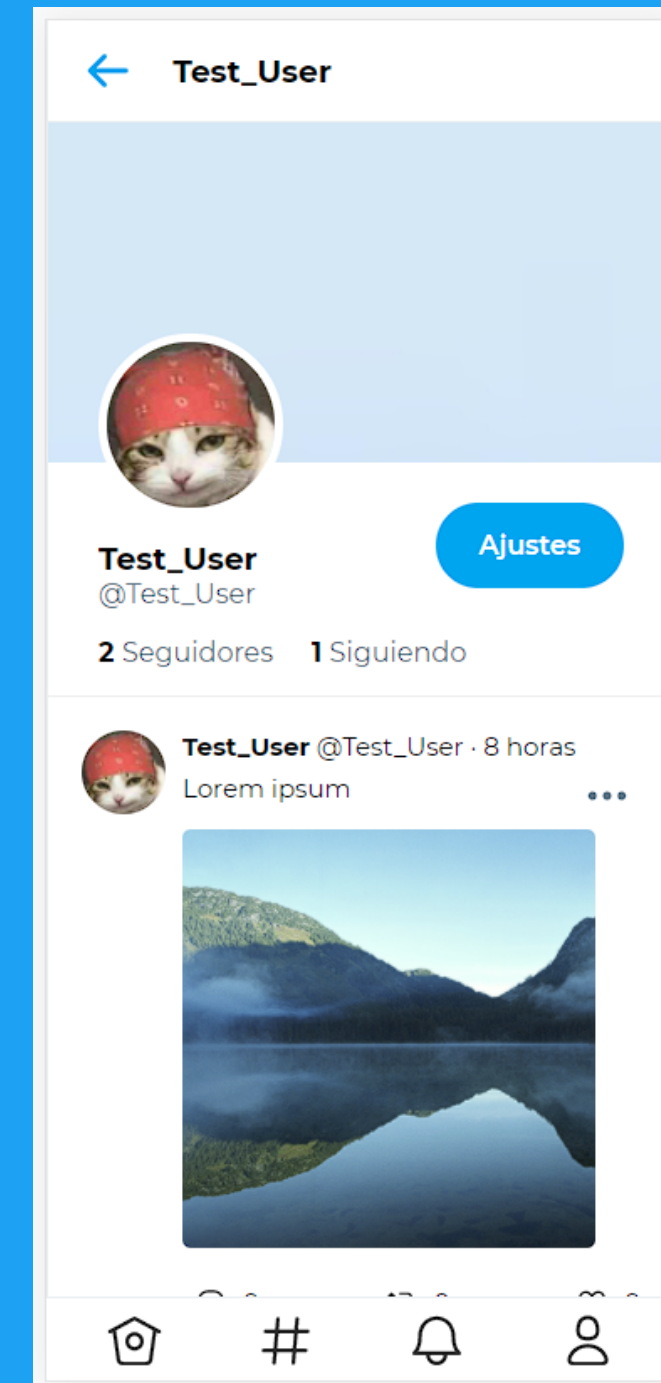 Test_User
Test_User
Ajustes
@Test_User
2 Seguidores 1 Siguiendo
Test_User @Test_User · 8 horas
Lorem ipsum